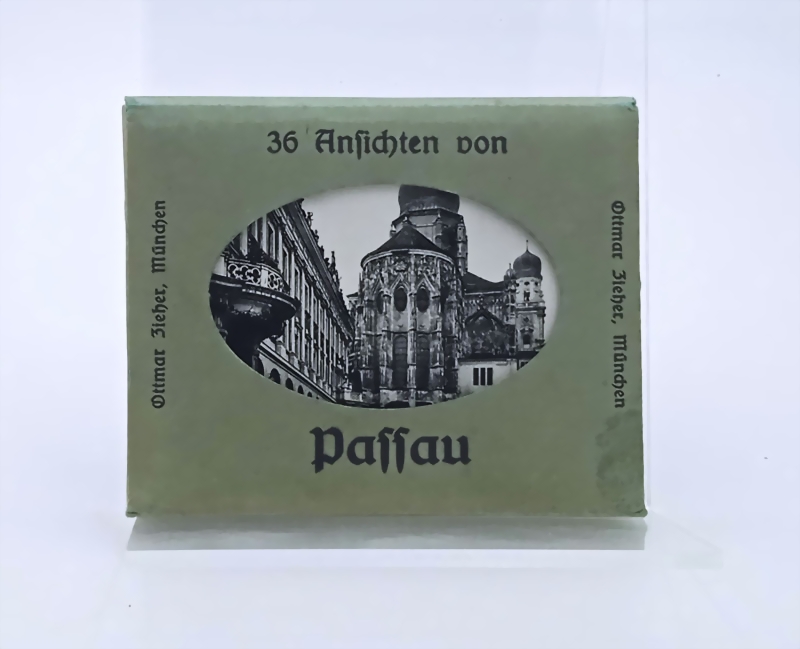 36 Anſichten von
Ottmar Zieher, München
Ottmar Zieher, München
Paſſau